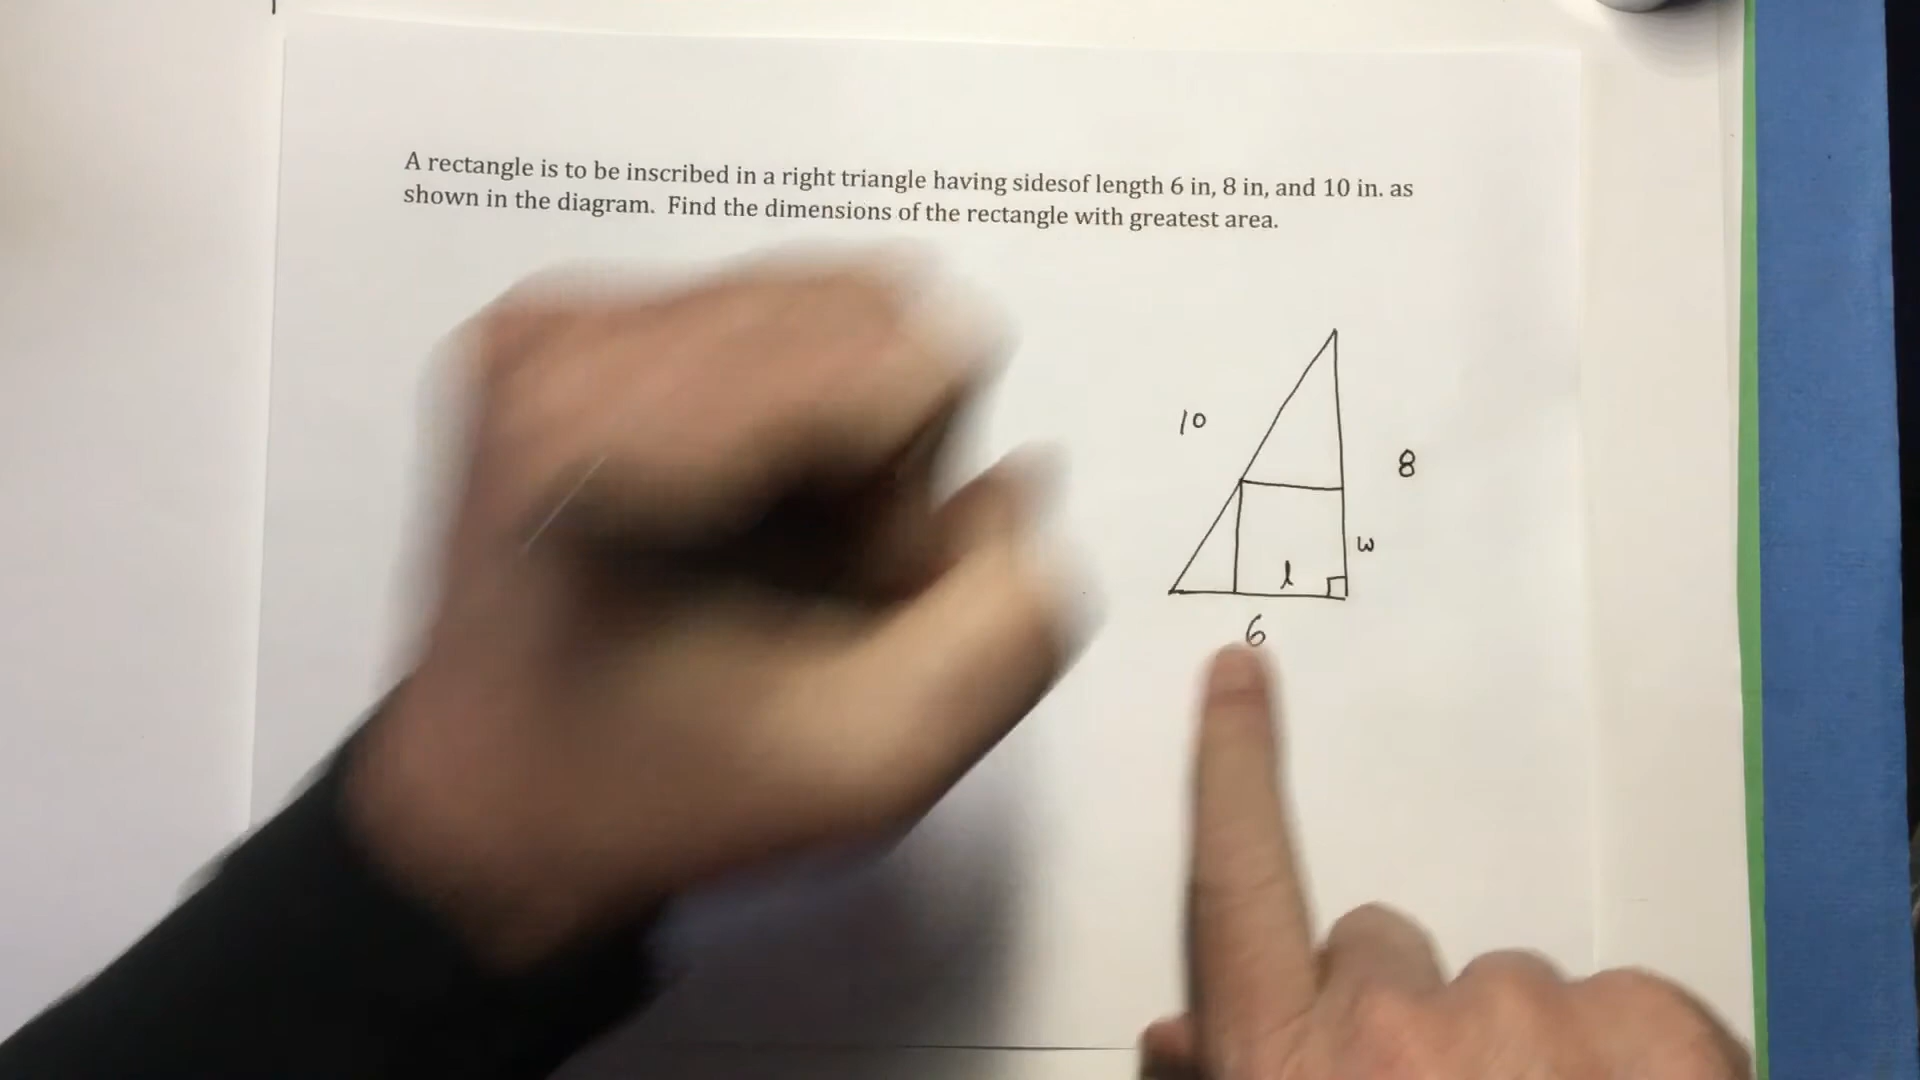 A rectangle is to be inscribed in a right triangle having sidesof length 6 in, 8 in, and 10 in. as
shown in the diagram. Find the dimensions of the rectangle with greatest area.
10
8
w
l
6